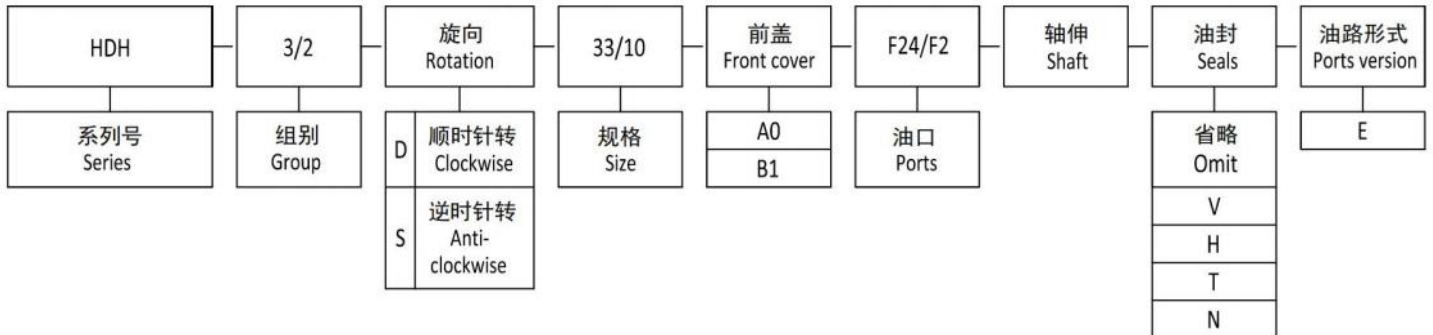 HDH
3/2
旋向
Rotation
33/10
前盖
Front cover
F24/F2
轴伸
Shaft
油封
Seals
油路形式
Ports version
系列号
Series
组别
Group
D
顺时针转
Clockwise
S
逆时针转
Anti-
clockwise
规格
Size
A0
B1
油口
Ports
省略
Omit
V
H
T
N
E